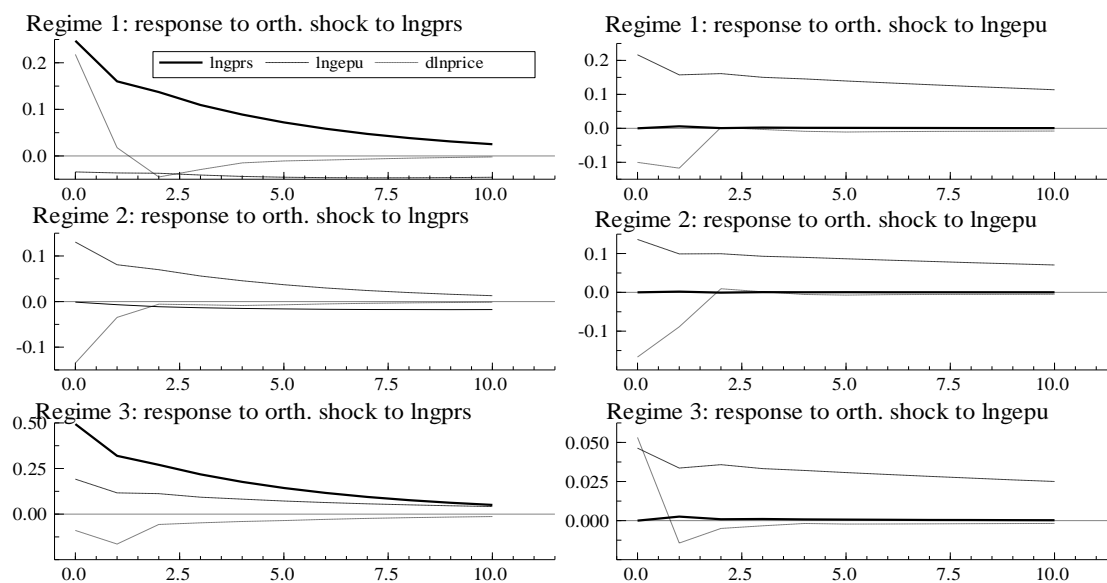 Regime 1: response to orth. shock to lngprs
0.2
0.1
0.0
lngprs lngepu dlnprice
0.0 2.5 5.0 7.5 10.0
Regime 1: response to orth. shock to lngepu
0.2
0.1
0.0
-0.1
0.0 2.5 5.0 7.5 10.0
Regime 2: response to orth. shock to lngprs
0.1
0.0
-0.1
0.0 2.5 5.0 7.5 10.0
Regime 2: response to orth. shock to lngepu
0.1
0.0
-0.1
0.0 2.5 5.0 7.5 10.0
Regime 3: response to orth. shock to lngprs
0.50
0.25
0.00
0.0 2.5 5.0 7.5 10.0
Regime 3: response to orth. shock to lngepu
0.050
0.025
0.000
0.0 2.5 5.0 7.5 10.0